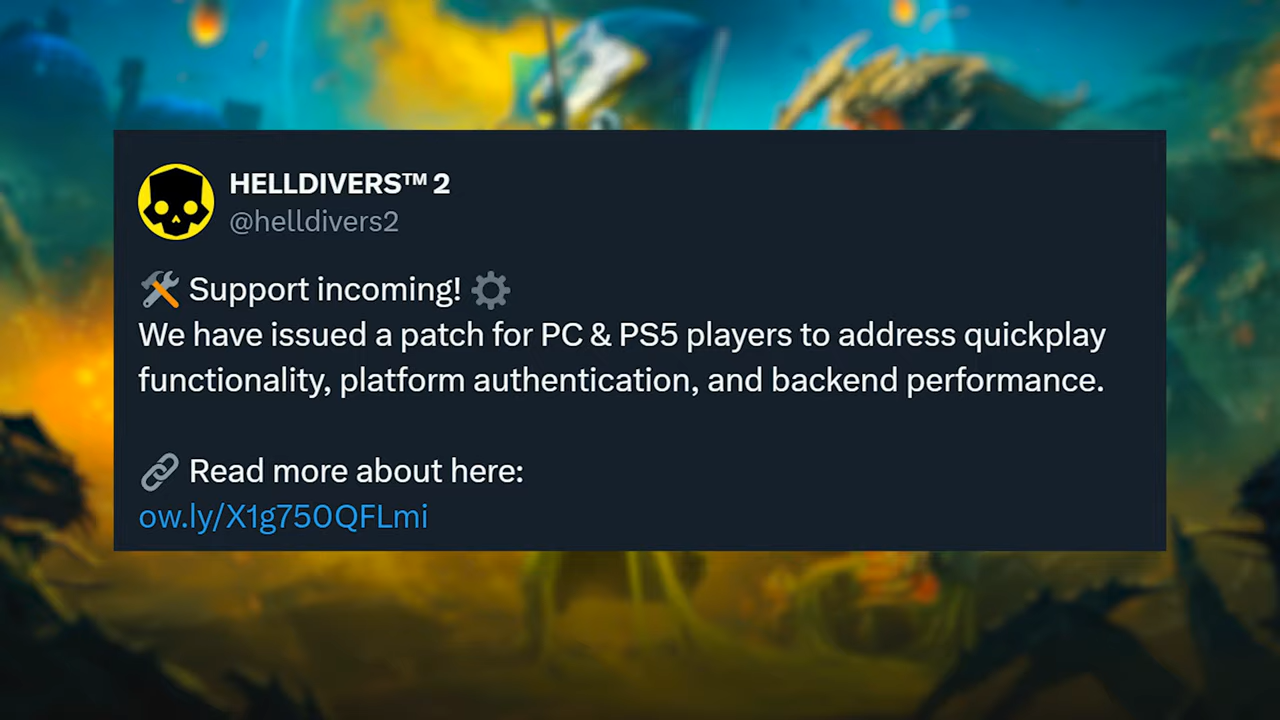 HELLDIVERS™ 2
@helldivers2
🛠️ Support incoming! ⚙️
We have issued a patch for PC & PS5 players to address quickplay
functionality, platform authentication, and backend performance.
🔗 Read more about here:
ow.ly/X1g750QFLmi